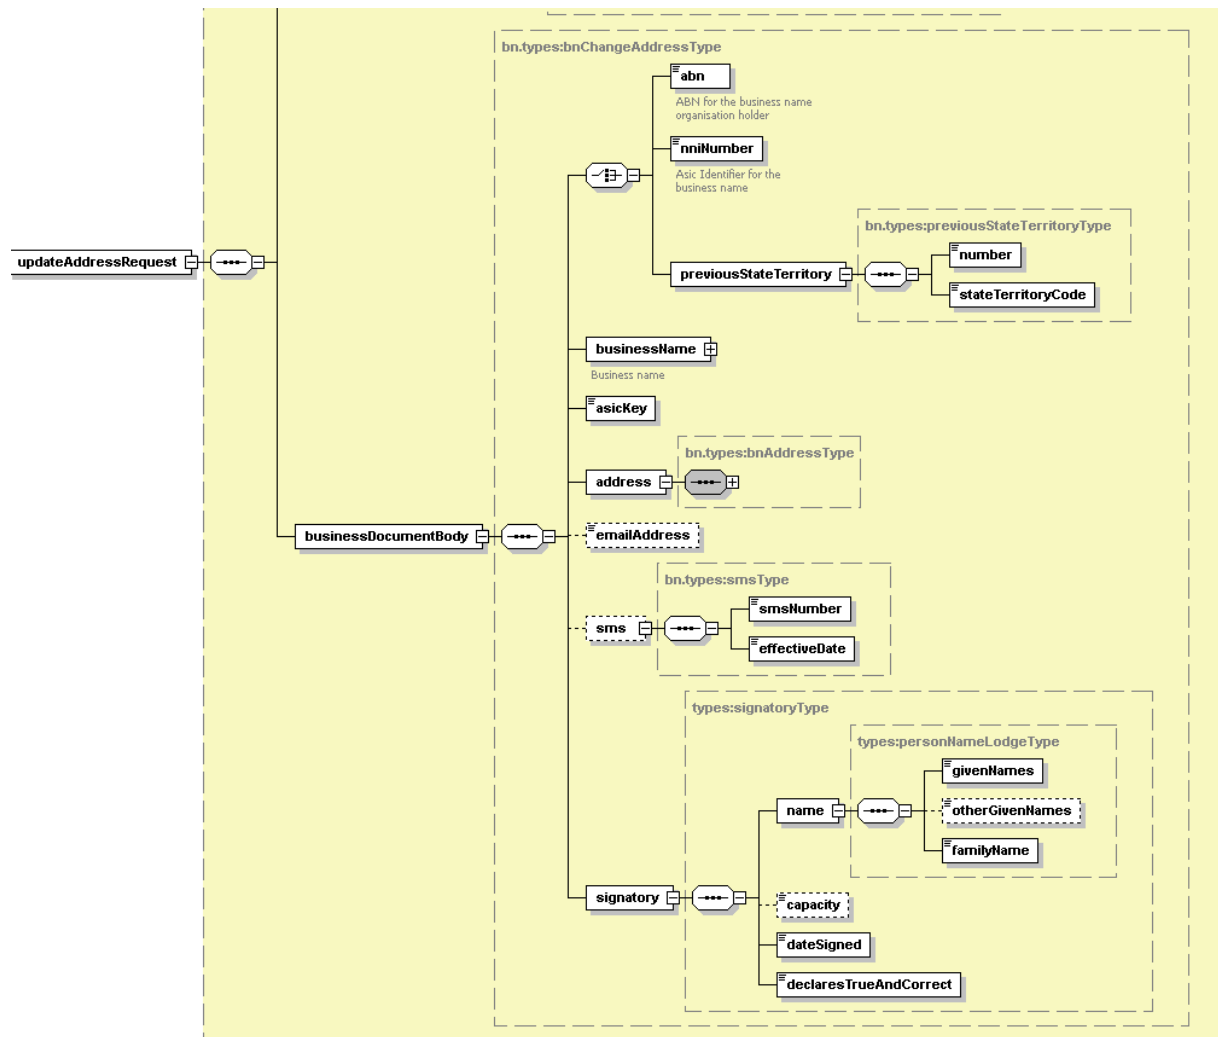 bn.types:bnChangeAddressType
abn
ABN for the business name
organisation holder
nniNumber
Asic Identifier for the
business name
bn.types:previousStateTerritoryType
number
updateAddressRequest
previousStateTerritory
stateTerritoryCode
businessName
Business name
asicKey
bn.types:bnAddressType
address
businessDocumentBody
emailAddress
bn.types:smsType
smsNumber
sms
effectiveDate
types:signatoryType
types:personNameLodgeType
givenNames
name
otherGivenNames
familyName
signatory
capacity
dateSigned
declaresTrueAndCorrect